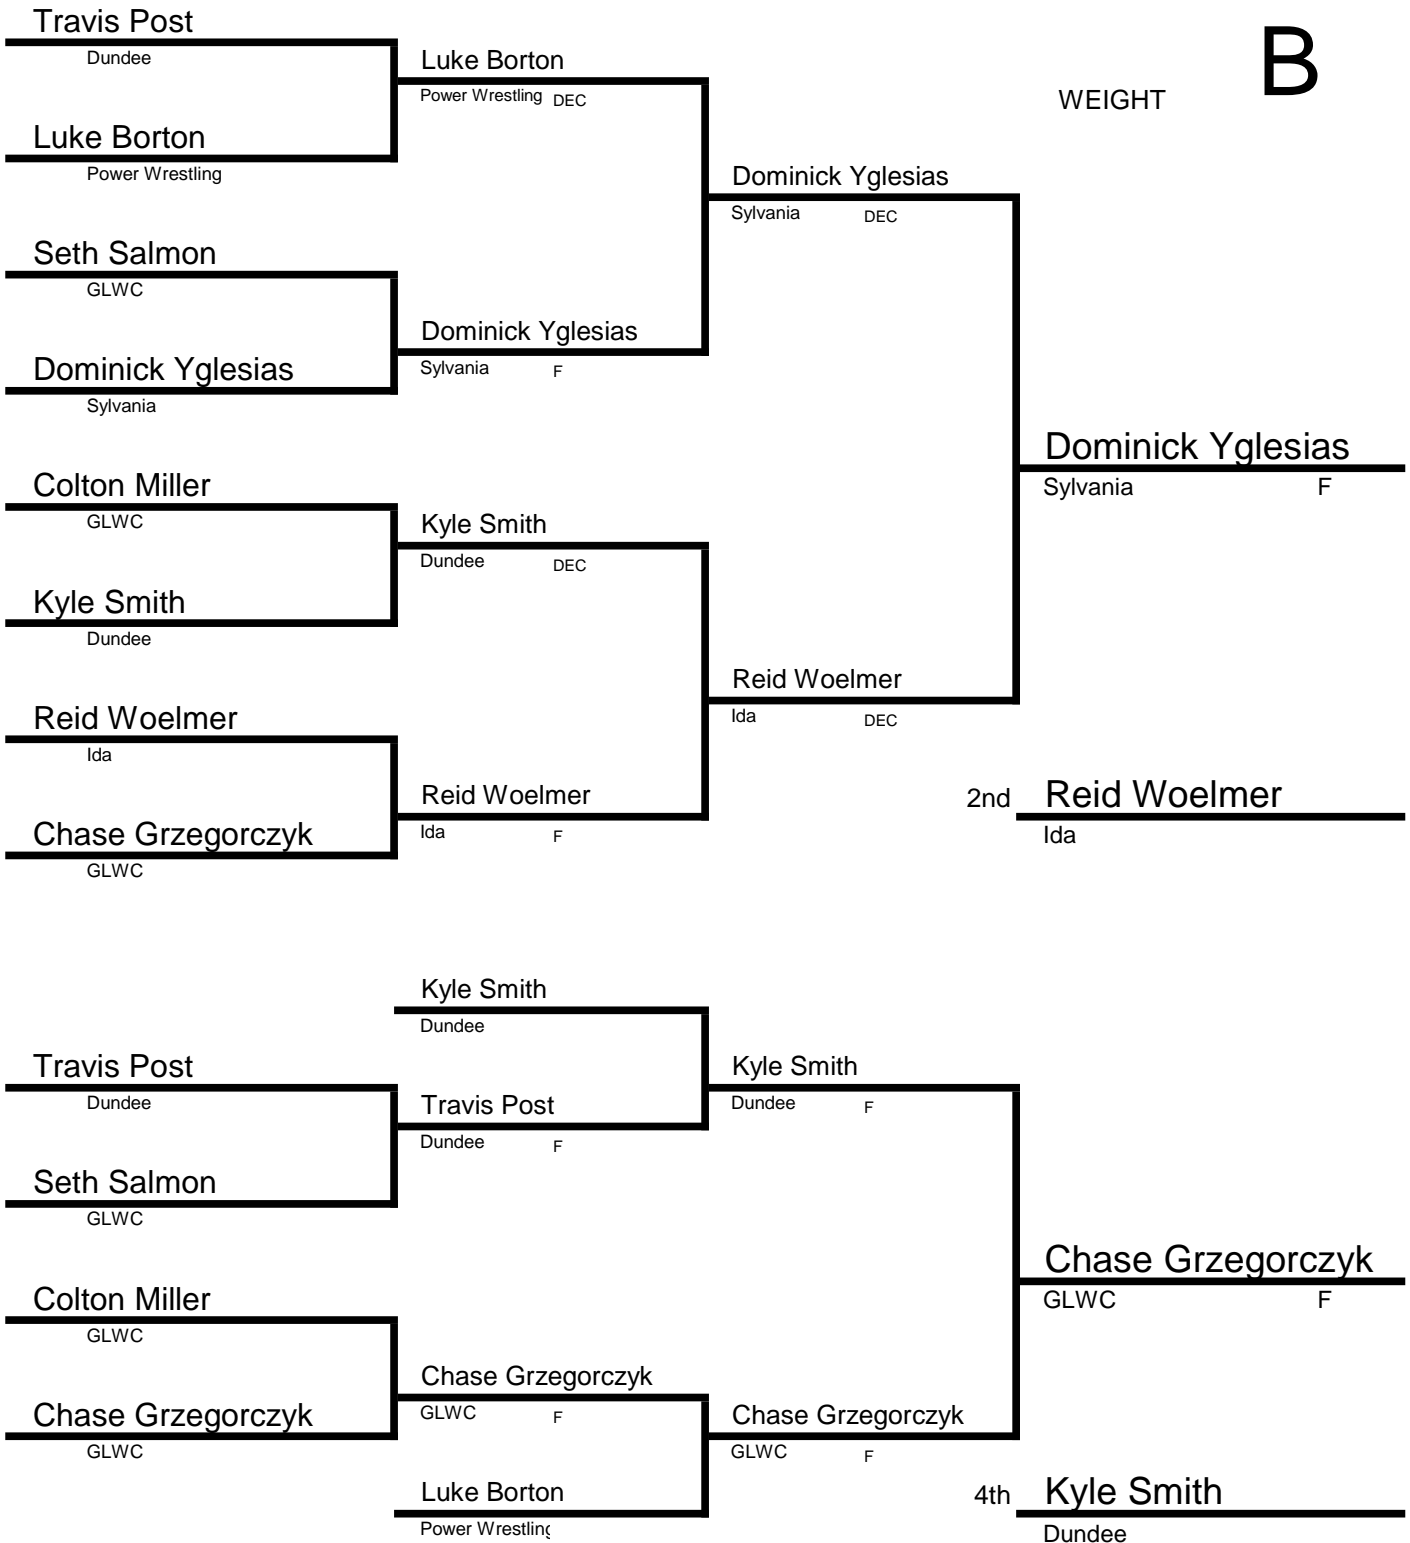 Travis Post
Dundee
Luke Borton
Power Wrestling DEC
B
WEIGHT
Luke Borton
Power Wrestling
Dominick Yglesias
Sylvania DEC
Seth Salmon
GLWC
Dominick Yglesias
Sylvania F
Dominick Yglesias
Sylvania
Dominick Yglesias
Sylvania F
Colton Miller
GLWC
Kyle Smith
Dundee DEC
Kyle Smith
Dundee
Reid Woelmer
Ida DEC
Reid Woelmer
Ida
Reid Woelmer
Ida F
2nd Reid Woelmer
Ida
Chase Grzegorczyk
GLWC
Kyle Smith
Dundee
Travis Post
Dundee
Kyle Smith
Dundee F
Travis Post
Dundee F
Seth Salmon
GLWC
Chase Grzegorczyk
GLWC F
Colton Miller
GLWC
Chase Grzegorczyk
GLWC F
Chase Grzegorczyk
GLWC
Chase Grzegorczyk
GLWC F
Luke Borton
Power Wrestling
4th Kyle Smith
Dundee